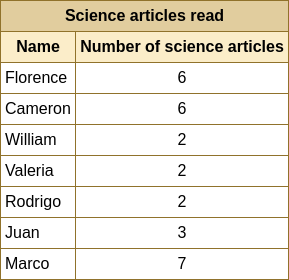 Science articles read
Name Number of science articles
Florence 6
Cameron 6
William 2
Valeria 2
Rodrigo 2
Juan 3
Marco 7